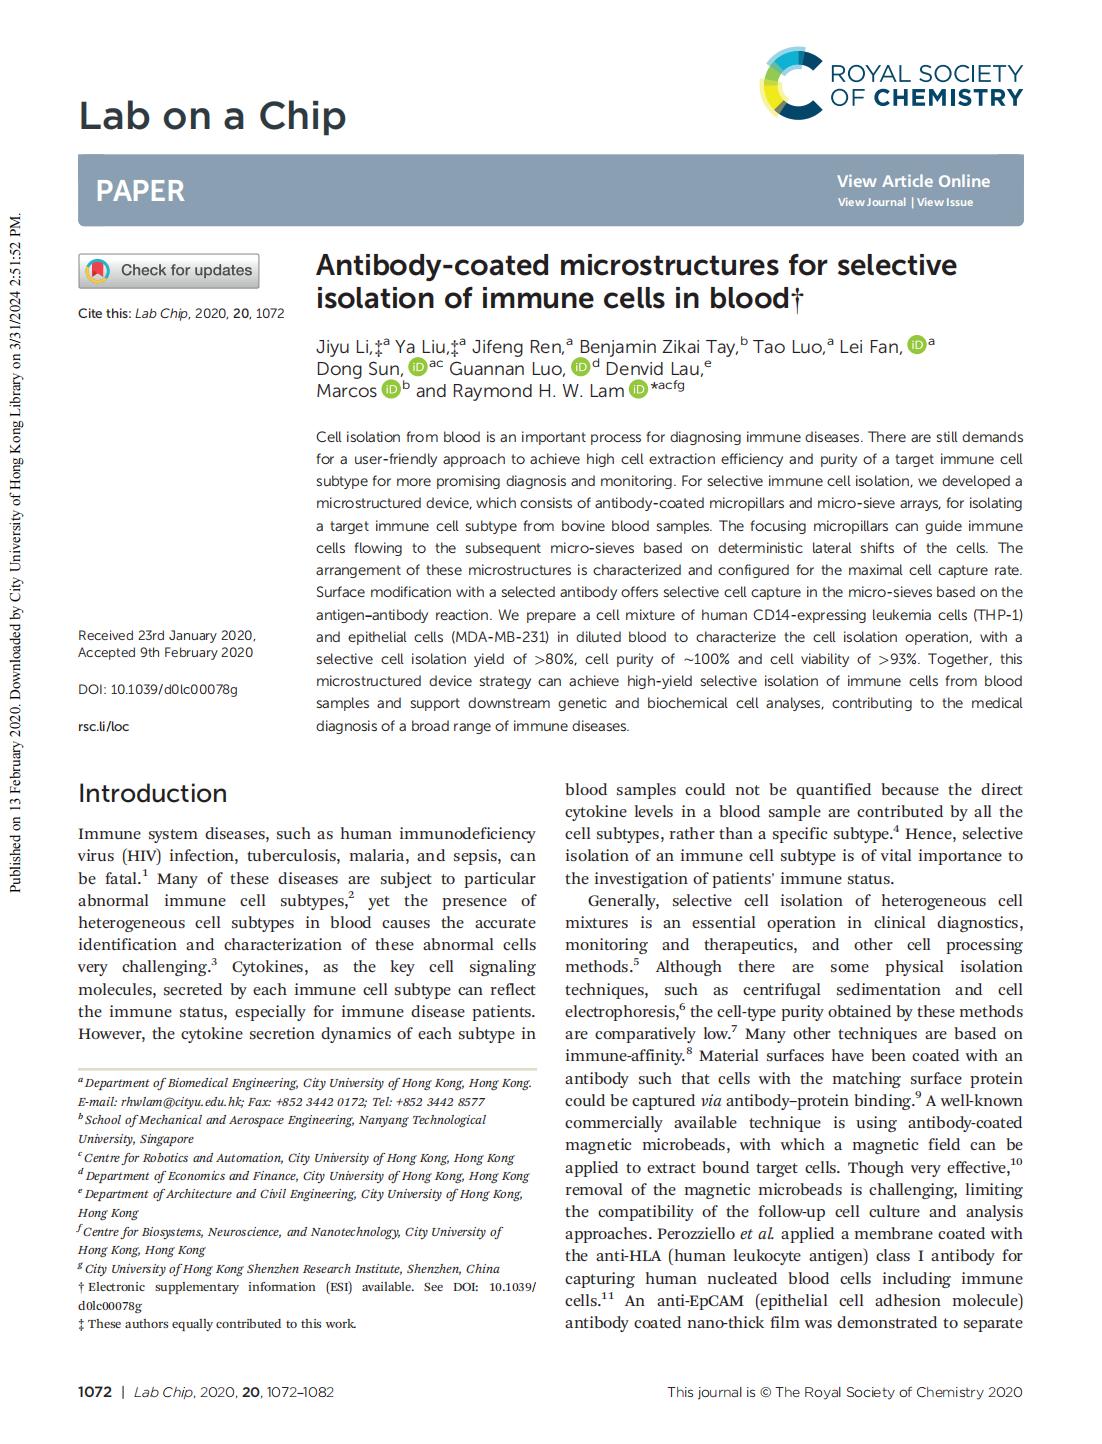 ROYAL SOCIETY
OF CHEMISTRY
Lab on a Chip
PAPER
View Article Online
View Journal | View Issue
Published on 13 February 2020. Downloaded by City University of Hong Kong Library on 3/31/2024 2:51:52 PM.
Check for updates
Cite this: Lab Chip, 2020, 20, 1072
Received 23rd January 2020,
Accepted 9th February 2020
DOI: 10.1039/d0lc00078g
rsc.li/loc
Antibody-coated microstructures for selective
isolation of immune cells in blood†
Jiyu Li,‡ᵃ Ya Liu,‡ᵃ Jifeng Ren,ᵃ Benjamin Zikai Tay,ᵇ Tao Luo,ᵃ Lei Fan, iD ᵃ
Dong Sun, iD ᵃᶜ Guannan Luo, iD ᵈ Denvid Lau,ᵉ
Marcos iD ᵇ and Raymond H. W. Lam iD *ᵃᶜᶠᵍ
Cell isolation from blood is an important process for diagnosing immune diseases. There are still demands
for a user-friendly approach to achieve high cell extraction efficiency and purity of a target immune cell
subtype for more promising diagnosis and monitoring. For selective immune cell isolation, we developed a
microstructured device, which consists of antibody-coated micropillars and micro-sieve arrays, for isolating
a target immune cell subtype from bovine blood samples. The focusing micropillars can guide immune
cells flowing to the subsequent micro-sieves based on deterministic lateral shifts of the cells. The
arrangement of these microstructures is characterized and configured for the maximal cell capture rate.
Surface modification with a selected antibody offers selective cell capture in the micro-sieves based on the
antigen–antibody reaction. We prepare a cell mixture of human CD14-expressing leukemia cells (THP-1)
and epithelial cells (MDA-MB-231) in diluted blood to characterize the cell isolation operation, with a
selective cell isolation yield of >80%, cell purity of ~100% and cell viability of >93%. Together, this
microstructured device strategy can achieve high-yield selective isolation of immune cells from blood
samples and support downstream genetic and biochemical cell analyses, contributing to the medical
diagnosis of a broad range of immune diseases.
Introduction
Immune system diseases, such as human immunodeficiency
virus (HIV) infection, tuberculosis, malaria, and sepsis, can
be fatal.¹ Many of these diseases are subject to particular
abnormal immune cell subtypes,² yet the presence of
heterogeneous cell subtypes in blood causes the accurate
identification and characterization of these abnormal cells
very challenging.³ Cytokines, as the key cell signaling
molecules, secreted by each immune cell subtype can reflect
the immune status, especially for immune disease patients.
However, the cytokine secretion dynamics of each subtype in
ᵃ Department of Biomedical Engineering, City University of Hong Kong, Hong Kong.
E-mail: rhwlam@cityu.edu.hk; Fax: +852 3442 0172; Tel: +852 3442 8577
ᵇ School of Mechanical and Aerospace Engineering, Nanyang Technological
University, Singapore
ᶜ Centre for Robotics and Automation, City University of Hong Kong, Hong Kong
ᵈ Department of Economics and Finance, City University of Hong Kong, Hong Kong
ᵉ Department of Architecture and Civil Engineering, City University of Hong Kong,
Hong Kong
ᶠ Centre for Biosystems, Neuroscience, and Nanotechnology, City University of
Hong Kong, Hong Kong
ᵍ City University of Hong Kong Shenzhen Research Institute, Shenzhen, China
† Electronic supplementary information (ESI) available. See DOI: 10.1039/
d0lc00078g
‡ These authors equally contributed to this work.
blood samples could not be quantified because the direct
cytokine levels in a blood sample are contributed by all the
cell subtypes, rather than a specific subtype.⁴ Hence, selective
isolation of an immune cell subtype is of vital importance to
the investigation of patients' immune status.
Generally, selective cell isolation of heterogeneous cell
mixtures is an essential operation in clinical diagnostics,
monitoring and therapeutics, and other cell processing
methods.⁵ Although there are some physical isolation
techniques, such as centrifugal sedimentation and cell
electrophoresis,⁶ the cell-type purity obtained by these methods
are comparatively low.⁷ Many other techniques are based on
immune-affinity.⁸ Material surfaces have been coated with an
antibody such that cells with the matching surface protein
could be captured via antibody–protein binding.⁹ A well-known
commercially available technique is using antibody-coated
magnetic microbeads, with which a magnetic field can be
applied to extract bound target cells. Though very effective,¹⁰
removal of the magnetic microbeads is challenging, limiting
the compatibility of the follow-up cell culture and analysis
approaches. Perozziello et al. applied a membrane coated with
the anti-HLA (human leukocyte antigen) class I antibody for
capturing human nucleated blood cells including immune
cells.¹¹ An anti-EpCAM (epithelial cell adhesion molecule)
antibody coated nano-thick film was demonstrated to separate
1072 | Lab Chip, 2020, 20, 1072–1082
This journal is © The Royal Society of Chemistry 2020